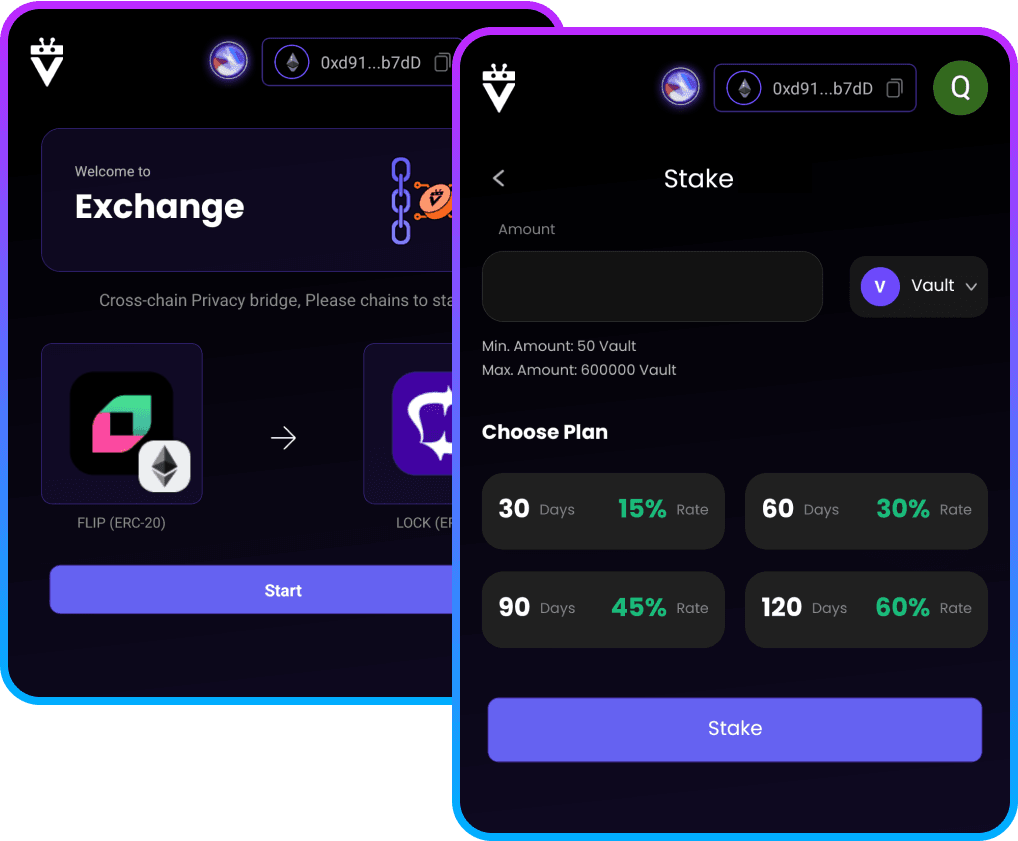 0xd91...b7dD
Welcome to
Exchange
Cross-chain Privacy bridge, Please chains to
FLIP (ERC-20)
LOCK
Start
0xd91...b7dD
Q
Stake
Amount
V
Vault
Min. Amount: 50 Vault
Max. Amount: 600000 Vault
Choose Plan
30 Days 15% Rate
60 Days 30% Rate
90 Days 45% Rate
120 Days 60% Rate
Stake